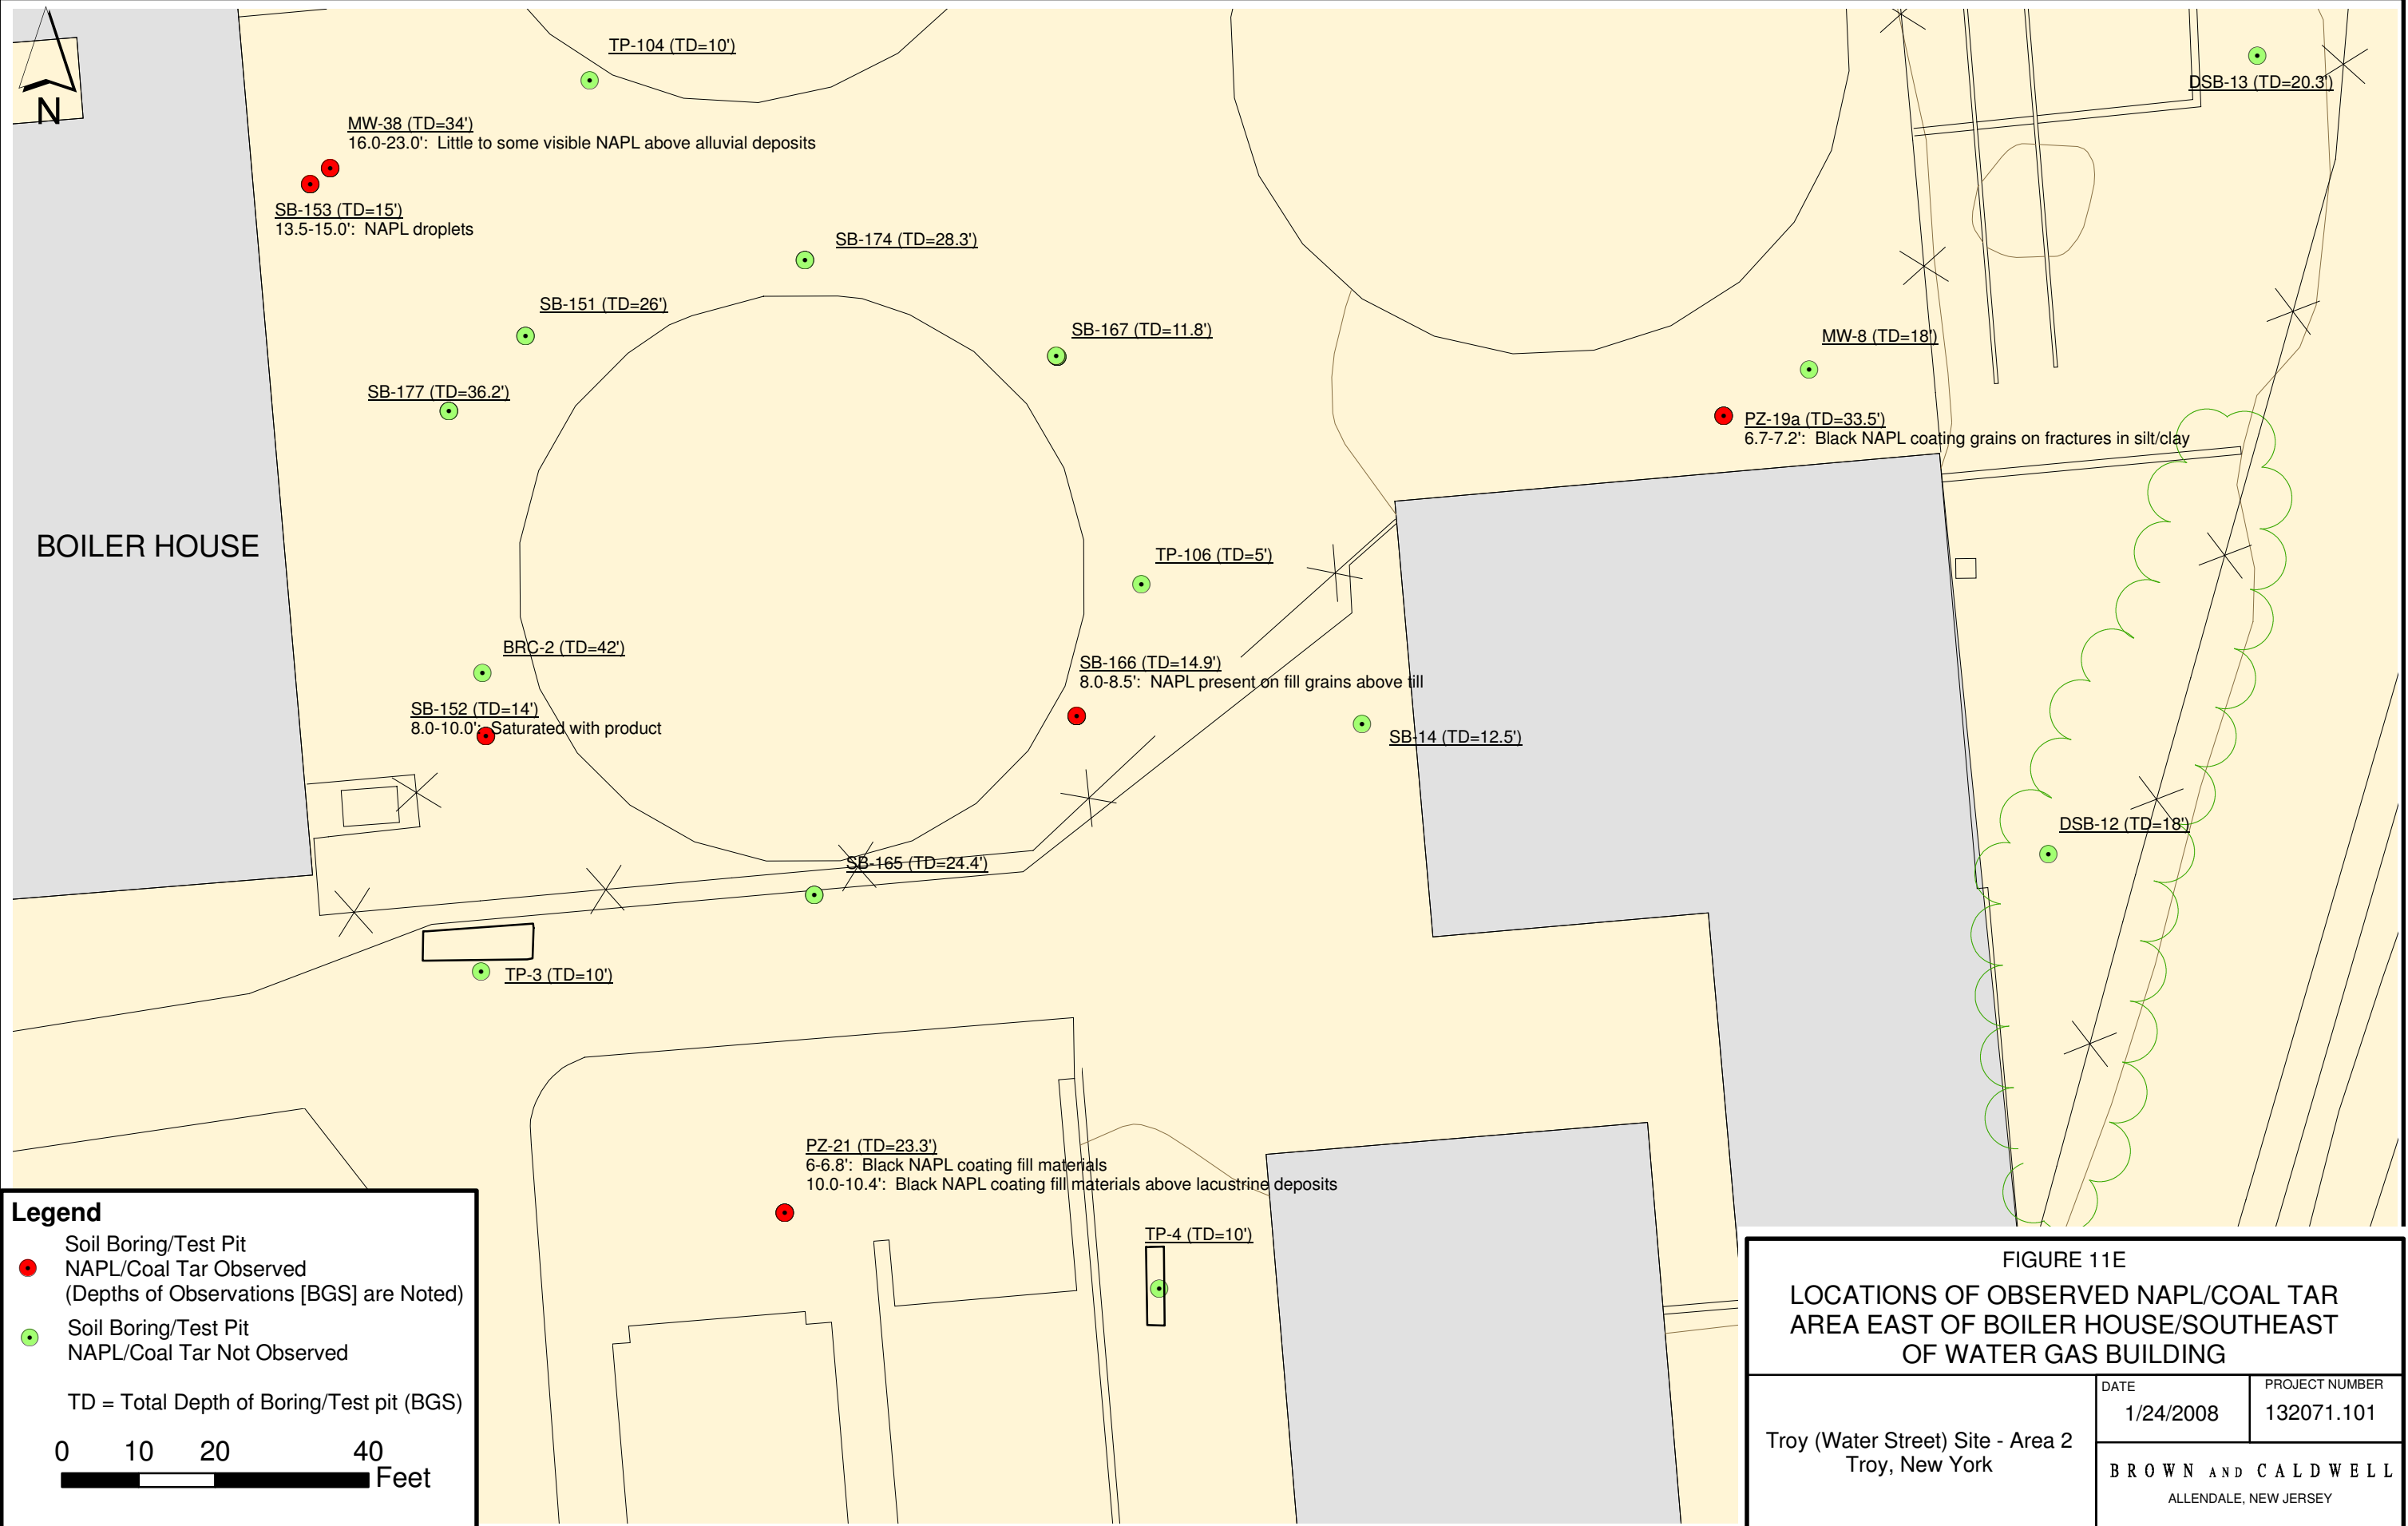 N
TP-104 (TD=10')
DSB-13 (TD=20.3')
MW-38 (TD=34')
16.0-23.0': Little to some visible NAPL above alluvial deposits
SB-153 (TD=15')
13.5-15.0': NAPL droplets
SB-174 (TD=28.3')
SB-151 (TD=26')
SB-167 (TD=11.8')
MW-8 (TD=18')
SB-177 (TD=36.2')
PZ-19a (TD=33.5')
6.7-7.2': Black NAPL coating grains on fractures in silt/clay
BOILER HOUSE
TP-106 (TD=5')
BRC-2 (TD=42')
SB-166 (TD=14.9')
8.0-8.5': NAPL present on fill grains above till
SB-152 (TD=14')
8.0-10.0': Saturated with product
SB-14 (TD=12.5')
DSB-12 (TD=18')
SB-165 (TD=24.4')
TP-3 (TD=10')
PZ-21 (TD=23.3')
6-6.8': Black NAPL coating fill materials
10.0-10.4': Black NAPL coating fill materials above lacustrine deposits
TP-4 (TD=10')
Legend
Soil Boring/Test Pit
NAPL/Coal Tar Observed
(Depths of Observations [BGS] are Noted)
Soil Boring/Test Pit
NAPL/Coal Tar Not Observed
TD = Total Depth of Boring/Test pit (BGS)
0 10 20 40
Feet
FIGURE 11E
LOCATIONS OF OBSERVED NAPL/COAL TAR
AREA EAST OF BOILER HOUSE/SOUTHEAST
OF WATER GAS BUILDING
Troy (Water Street) Site - Area 2
Troy, New York
DATE
1/24/2008
PROJECT NUMBER
132071.101
BROWN AND CALDWELL
ALLENDALE, NEW JERSEY